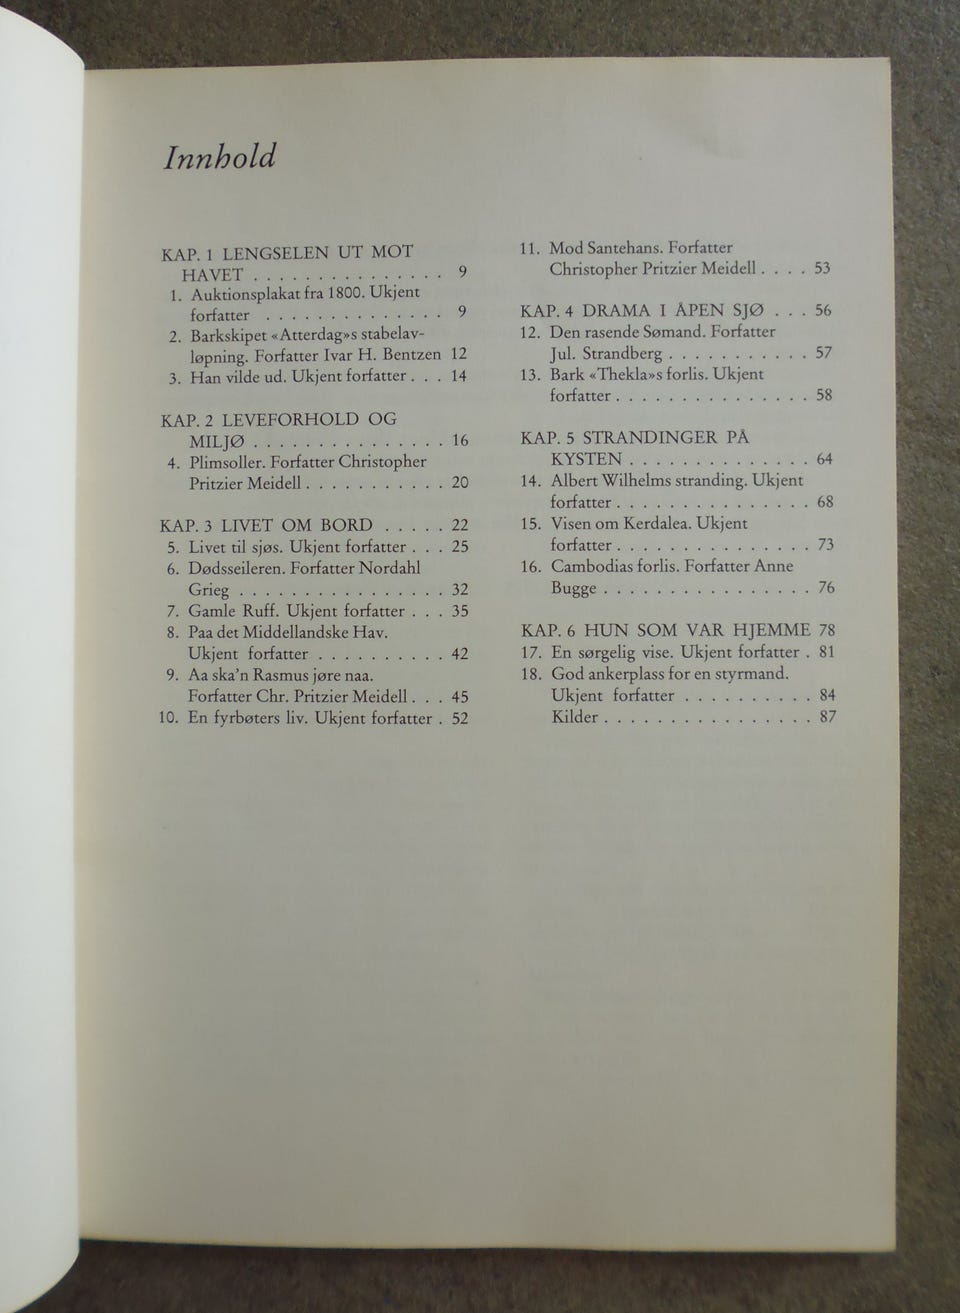 Innhold
KAP. 1 LENGSELEN UT MOT
HAVET . . . . . . . . . . . . . . . 9
1. Auktionsplakat fra 1800. Ukjent
forfatter . . . . . . . . . . . . . . 9
2. Barkskipet «Atterdag»s stabelav-
løpning. Forfatter Ivar H. Bentzen 12
3. Han vilde ud. Ukjent forfatter . . . 14
KAP. 2 LEVEFORHOLD OG
MILJØ . . . . . . . . . . . . . . . 16
4. Plimsoller. Forfatter Christopher
Pritzier Meidell . . . . . . . . . . . 20
KAP. 3 LIVET OM BORD . . . . . 22
5. Livet til sjøs. Ukjent forfatter . . . 25
6. Dødsseileren. Forfatter Nordahl
Grieg . . . . . . . . . . . . . . . . 32
7. Gamle Ruff. Ukjent forfatter . . . 35
8. Paa det Middellandske Hav.
Ukjent forfatter . . . . . . . . . . 42
9. Aa ska'n Rasmus jøre naa.
Forfatter Chr. Pritzier Meidell . . . 45
10. En fyrbøters liv. Ukjent forfatter . 52
11. Mod Santehans. Forfatter
Christopher Pritzier Meidell . . . . 53
KAP. 4 DRAMA I ÅPEN SJØ . . . 56
12. Den rasende Sømand. Forfatter
Jul. Strandberg . . . . . . . . . . . 57
13. Bark «Thekla»s forlis. Ukjent
forfatter . . . . . . . . . . . . . . . 58
KAP. 5 STRANDINGER PÅ
KYSTEN . . . . . . . . . . . . . . 64
14. Albert Wilhelms stranding. Ukjent
forfatter . . . . . . . . . . . . . . . 68
15. Visen om Kerdalea. Ukjent
forfatter . . . . . . . . . . . . . . . 73
16. Cambodias forlis. Forfatter Anne
Bugge . . . . . . . . . . . . . . . . 76
KAP. 6 HUN SOM VAR HJEMME 78
17. En sørgelig vise. Ukjent forfatter . 81
18. God ankerplass for en styrmand.
Ukjent forfatter . . . . . . . . . . 84
Kilder . . . . . . . . . . . . . . . . 87